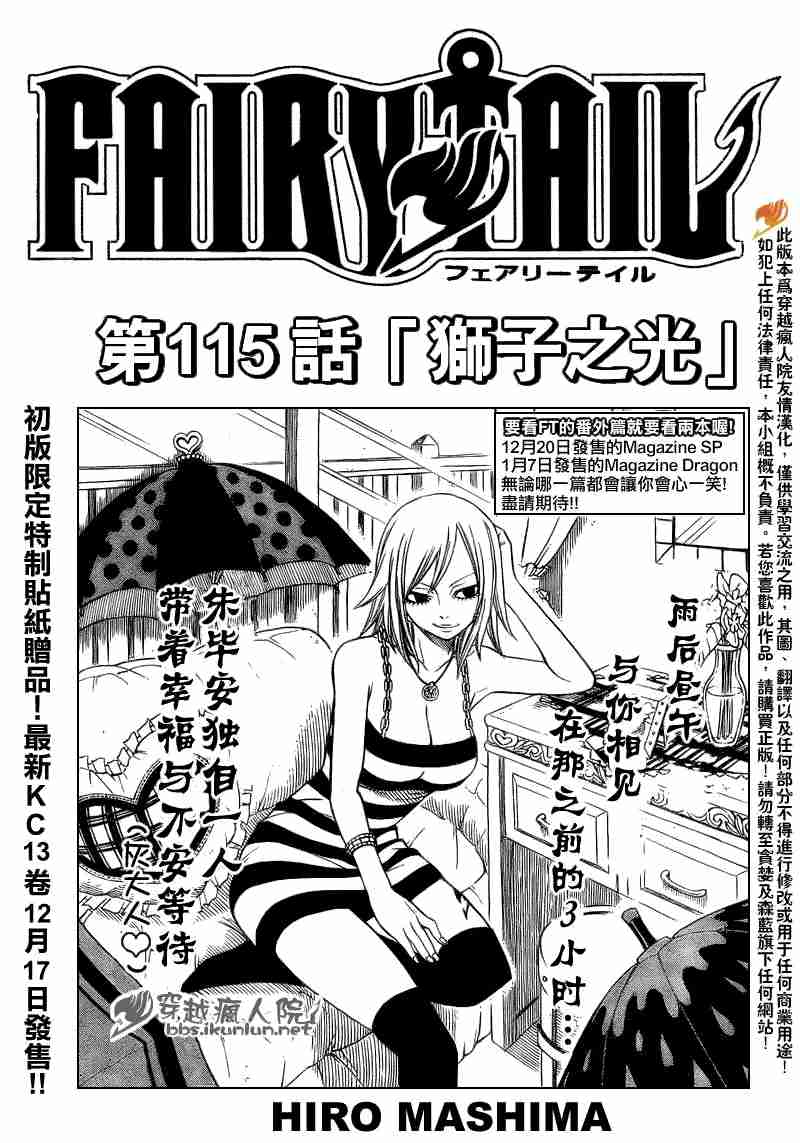 FAIRY TAIL
フェアリーテイル
第115話「獅子之光」
要看FT的番外篇就要看兩本喔!
12月20日發售的Magazine SP
1月7日發售的Magazine Dragon
無論哪一篇都會讓你會心一笑!
盡請期待!!
雨后昼午
与你相见
在那之前的3小时…
朱毕安独自一人
带着幸福与不安等待
(灰大人♡)
初版限定特制貼紙贈品！最新KC13卷12月17日發售!!
此版本爲穿越瘋人院友情漢化，僅供學習交流之用，其圖、翻譯以及任何部分不得進行修改或用于任何商業用途！
如犯上任何法律責任，本小組概不負責。若您喜歡此作品，請購買正版！請勿轉至貪婪及森藍旗下任何網站！
穿越瘋人院
bbs.ikunlun.net
HIRO MASHIMA